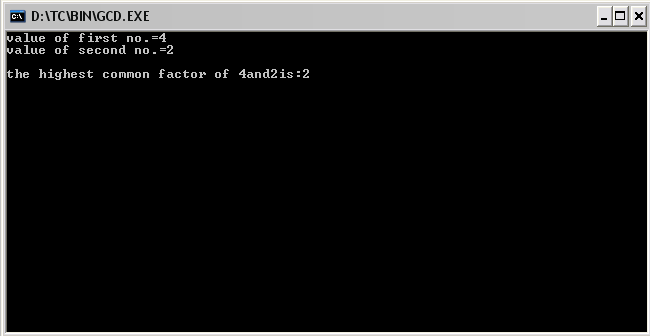 D:\TC\BIN\GCD.EXE
value of first no.=4
value of second no.=2
the highest common factor of 4and2is:2